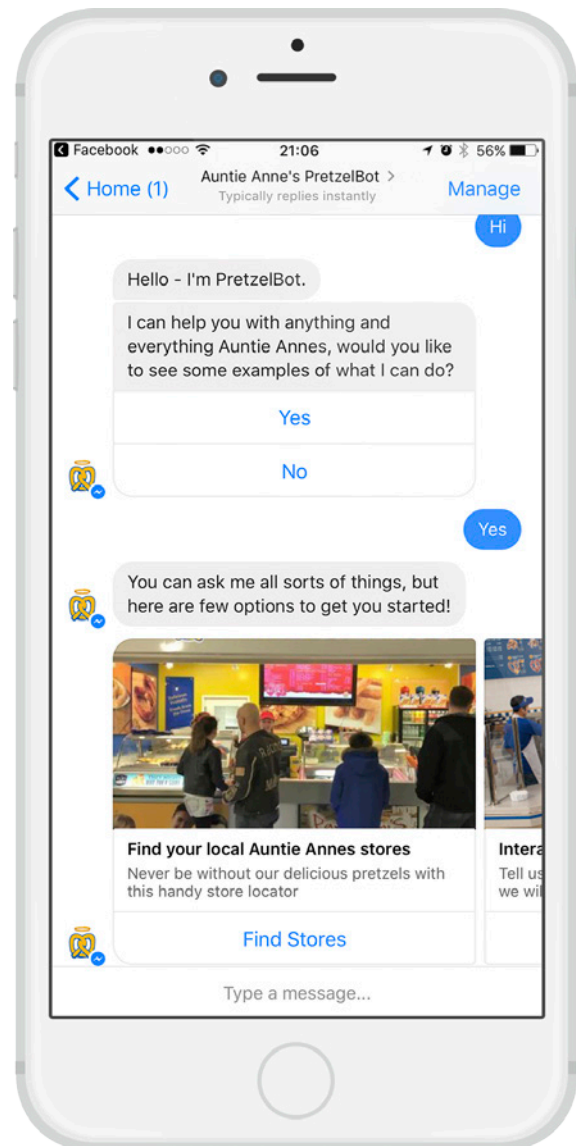 Facebook 21:06 56%
Home (1) Auntie Anne's PretzelBot > Manage
Typically replies instantly
Hi
Hello - I'm PretzelBot.
I can help you with anything and
everything Auntie Annes, would you like
to see some examples of what I can do?
Yes
No
Yes
You can ask me all sorts of things, but
here are few options to get you started!
Find your local Auntie Annes stores
Never be without our delicious pretzels with
this handy store locator
Find Stores
Tell us
Type a message...